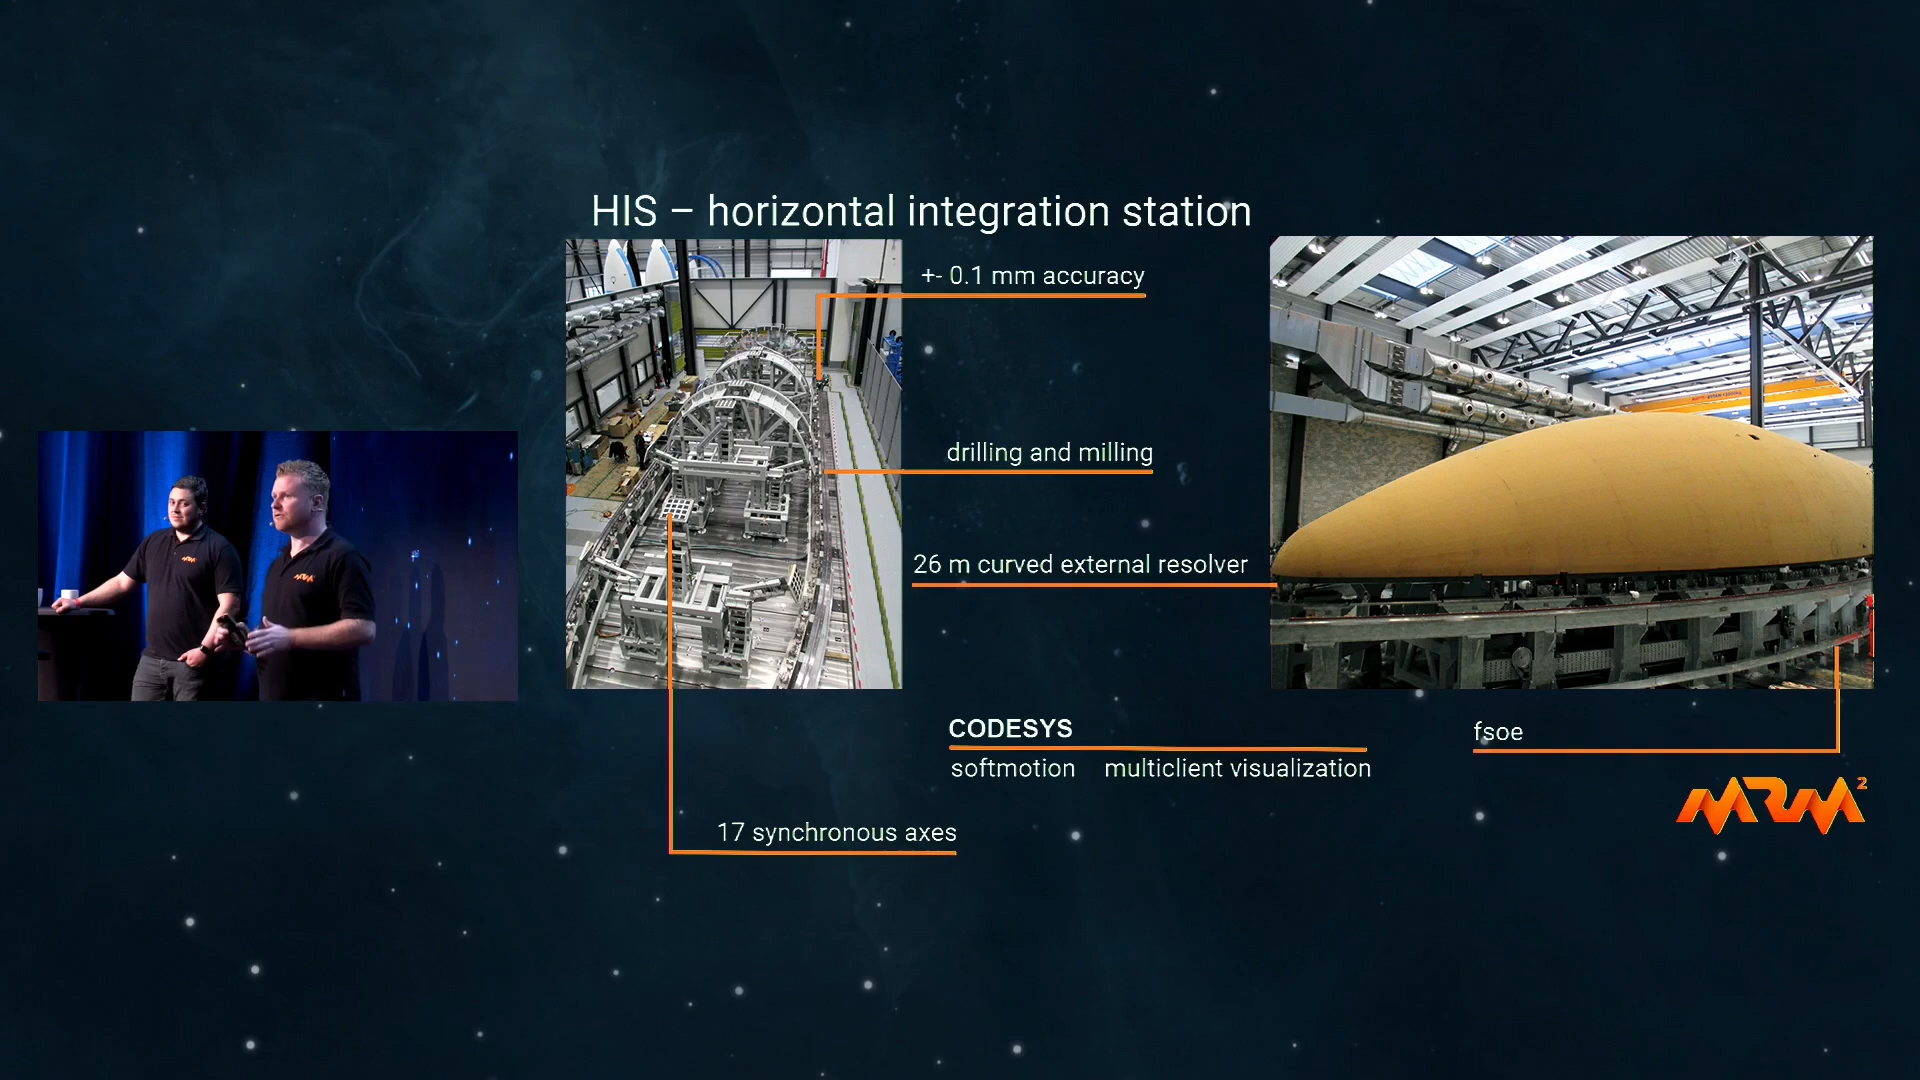 HIS – horizontal integration station
+- 0.1 mm accuracy
drilling and milling
26 m curved external resolver
CODESYS
softmotion multiclient visualization
fsoe
MRM²
17 synchronous axes